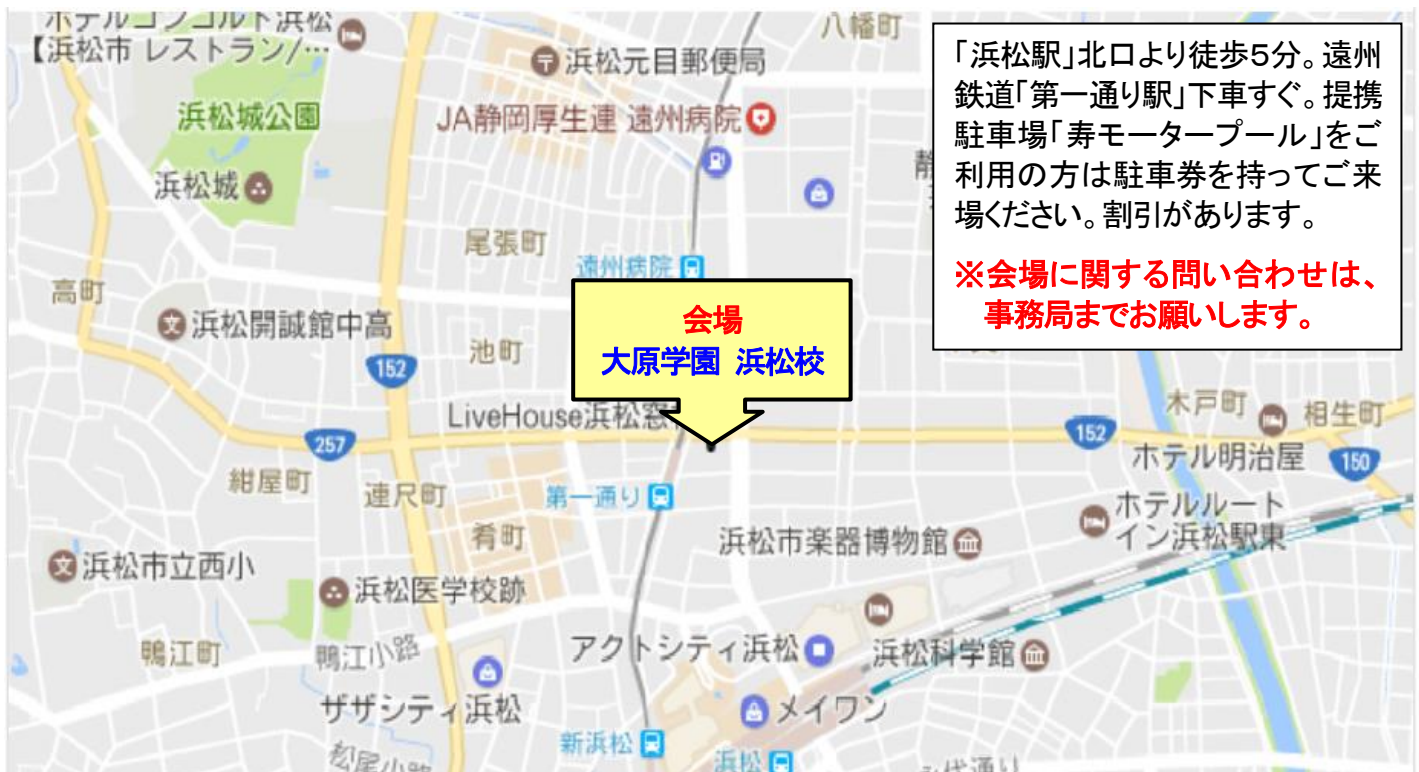 ホテルコンコルド浜松
【浜松市 レストラン/…
八幡町
浜松元目郵便局
「浜松駅」北口より徒歩5分。遠州
鉄道「第一通り駅」下車すぐ。提携
駐車場「寿モータープール」をご
利用の方は駐車券を持ってご来
場ください。割引があります。
※会場に関する問い合わせは、
事務局までお願いします。
浜松城公園
JA静岡厚生連 遠州病院
浜松城
尾張町
遠州病院
高町
浜松開誠館中高
池町
152
会場
大原学園 浜松校
LiveHouse浜松窓
257
152
木戸町
相生町
ホテル明治屋
150
紺屋町
連尺町
第一通り
肴町
浜松市楽器博物館
ホテルルート
イン浜松駅東
浜松市立西小
浜松医学校跡
鴨江町
鴨江小路
アクトシティ浜松
浜松科学館
ザザシティ浜松
メイワン
新浜松
浜松
松尾小路